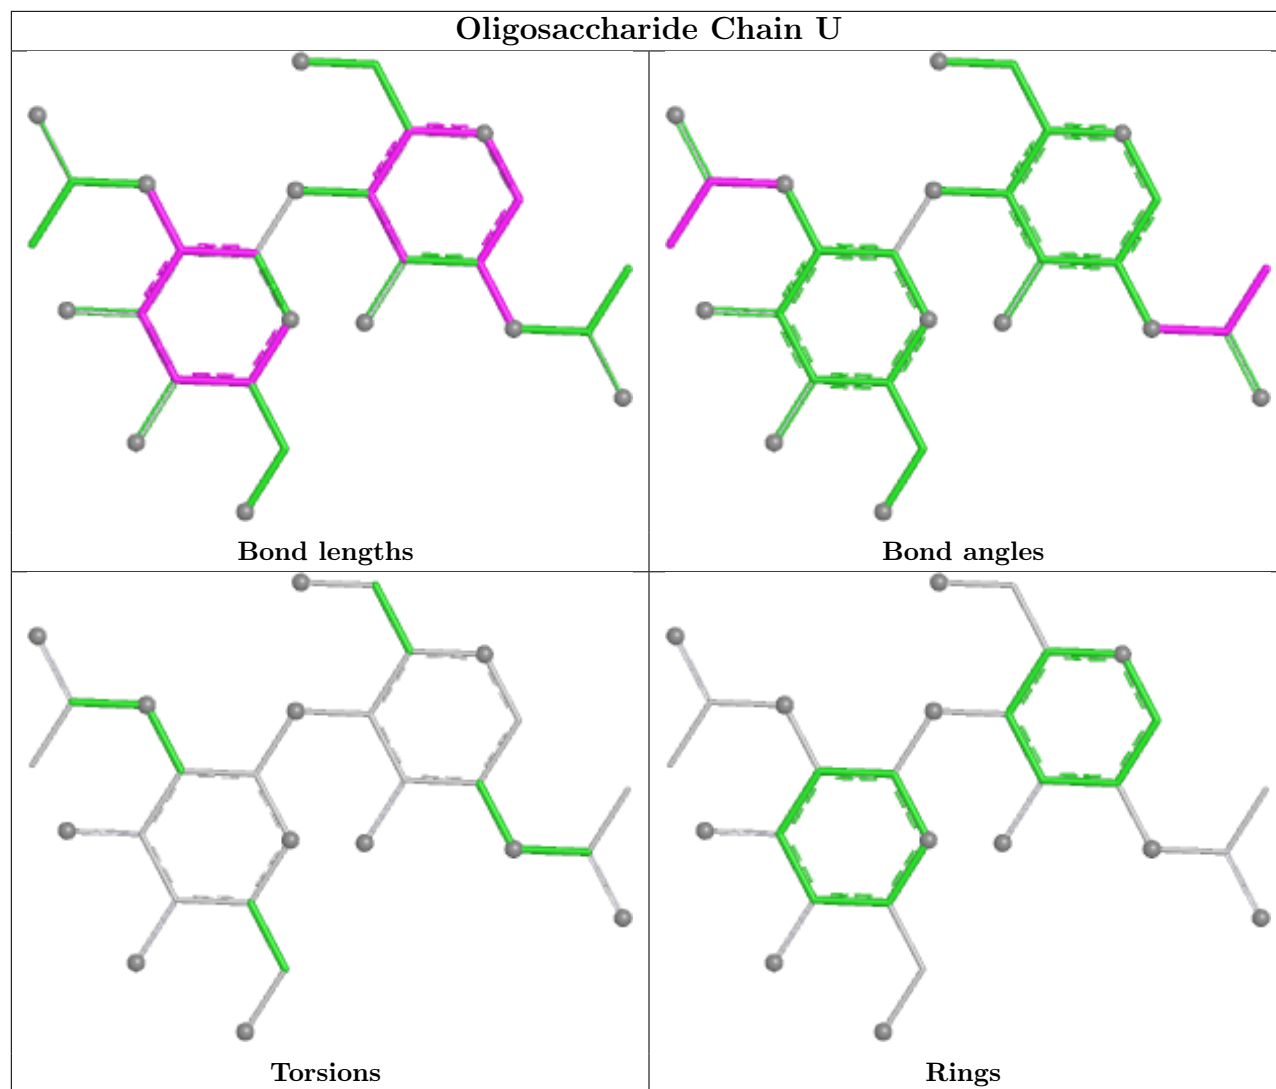 Oligosaccharide Chain U
Bond lengths
Bond angles
Torsions
Rings